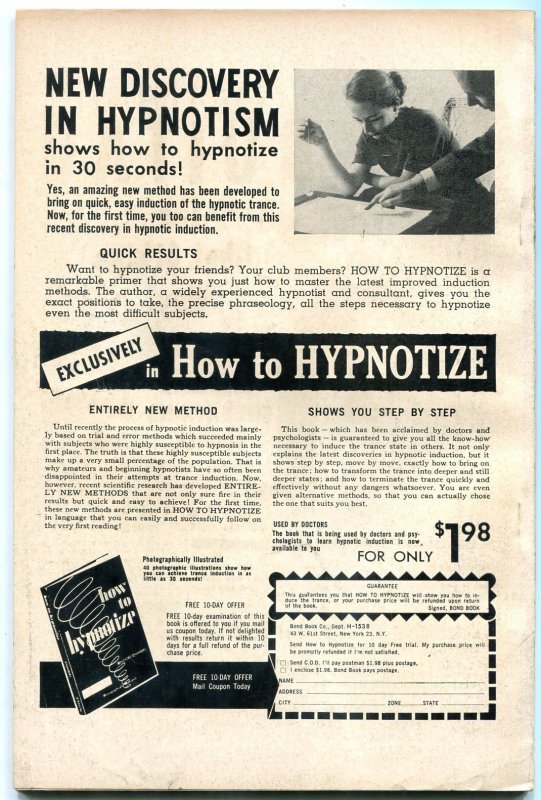 NEW DISCOVERY
IN HYPNOTISM
shows how to hypnotize
in 30 seconds!
Yes, an amazing new method has been developed to
bring on quick, easy induction of the hypnotic trance.
Now, for the first time, you too can benefit from this
recent discovery in hypnotic induction.
QUICK RESULTS
Want to hypnotize your friends? Your club members? HOW TO HYPNOTIZE is a
remarkable primer that shows you just how to master the latest improved induction
methods. The author, a widely experienced hypnotist and consultant, gives you the
exact positions to take, the precise phraseology, all the steps necessary to hypnotize
even the most difficult subjects.
EXCLUSIVELY
in How to HYPNOTIZE
ENTIRELY NEW METHOD
Until recently the process of hypnotic induction was large-
ly based on trial and error methods which succeeded mainly
with subjects who were highly susceptible to hypnosis in the
first place. The truth is that these highly susceptible subjects
make up a very small percentage of the population. That is
why amateurs and beginning hypnotists have so often been
disappointed in their attempts at trance induction. Now,
however, recent scientific research has developed ENTIRE-
LY NEW METHODS that are not only sure fire in their
results but quick and easy to achieve! For the first time,
these new methods are presented in HOW TO HYPNOTIZE
in language that you can easily and successfully follow on
the very first reading!
SHOWS YOU STEP BY STEP
This book — which has been acclaimed by doctors and
psychologists — is guaranteed to give you all the know-how
necessary to induce the trance state in others. It not only
explains the latest discoveries in hypnotic induction, but it
shows step by step, move by move, exactly how to bring on
the trance; how to transform the trance into deeper and still
deeper states; and how to terminate the trance quickly and
effectively without any dangers whatsoever. You are even
given alternative methods, so that you can actually chose
the one that suits you best.
USED BY DOCTORS
The book that is being used by doctors and psy-
chologists to learn hypnotic induction is now
available to you
FOR ONLY $1.98
how
to
hypnotize
Photographically Illustrated
40 photographic illustrations show how
you can achieve trance induction in as
little as 30 seconds!
FREE 10-DAY OFFER
FREE 10-day examination of this
book is offered to you if you mail
us coupon today. If not delighted
with results return it within 10
days for a full refund of the pur-
chase price.
FREE 10-DAY OFFER
Mail Coupon Today
GUARANTEE
This guarantees you that HOW TO HYPNOTIZE will show you how to in-
duce the trance, or your purchase price will be refunded upon return
of the book.
Signed, BOND BOOK
Bond Book Co., Dept. H-1538
43 W. 61st Street, New York 23, N.Y.
Send How to Hypnotize for 10 day free trial. My purchase price will
be promptly refunded if I'm not satisfied.
Send C.O.D. I'll pay postman $1.98 plus postage.
I enclose $1.98. Bond Book pays postage.
NAME
ADDRESS
CITY ZONE STATE